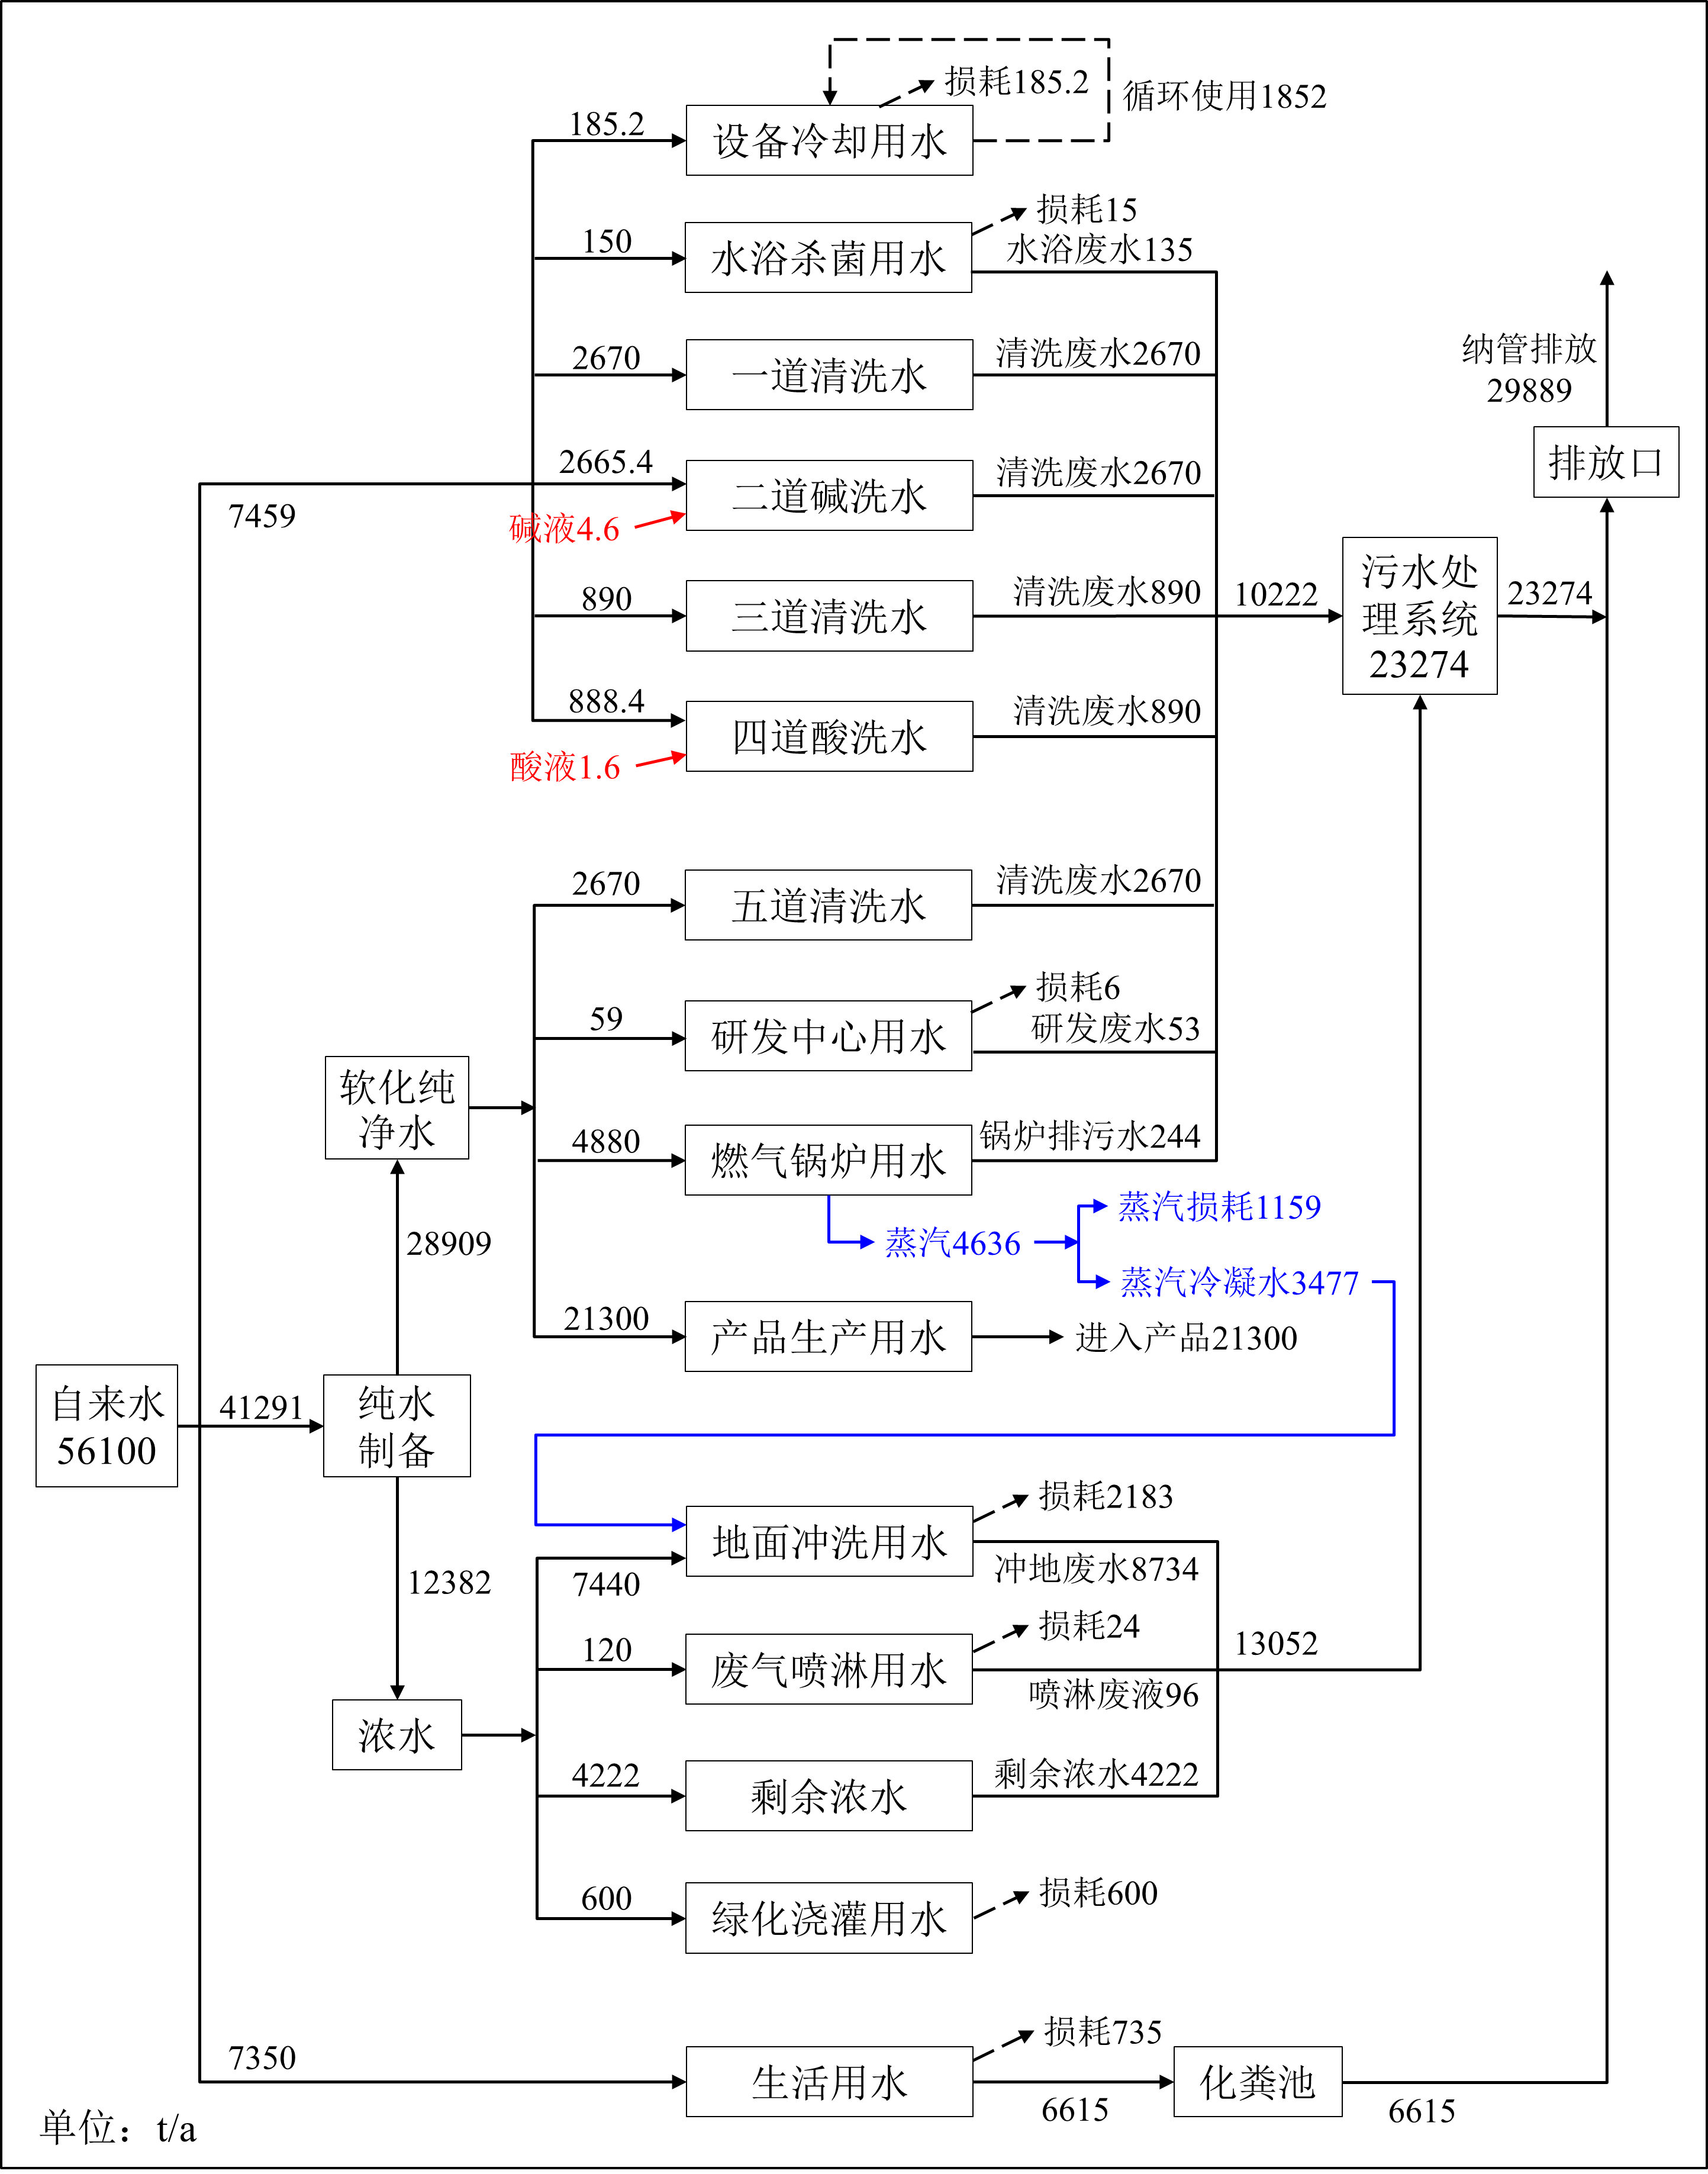 损耗185.2
循环使用1852
185.2
设备冷却用水
损耗15
150
水浴杀菌用水
水浴废水135
2670
一道清洗水
清洗废水2670
纳管排放
29889
排放口
2665.4
7459
二道碱洗水
清洗废水2670
碱液4.6
890
三道清洗水
清洗废水890
10222
污水处
理系统
23274
23274
888.4
四道酸洗水
清洗废水890
酸液1.6
2670
五道清洗水
清洗废水2670
损耗6
59
研发中心用水
研发废水53
软化纯
净水
4880
燃气锅炉用水
锅炉排污水244
蒸汽损耗1159
28909
蒸汽4636
蒸汽冷凝水3477
21300
产品生产用水
进入产品21300
自来水
56100
41291
纯水
制备
损耗2183
12382
地面冲洗用水
7440
冲地废水8734
损耗24
120
废气喷淋用水
13052
喷淋废液96
浓水
4222
剩余浓水
剩余浓水4222
600
绿化浇灌用水
损耗600
损耗735
7350
生活用水
6615
化粪池
6615
单位：t/a